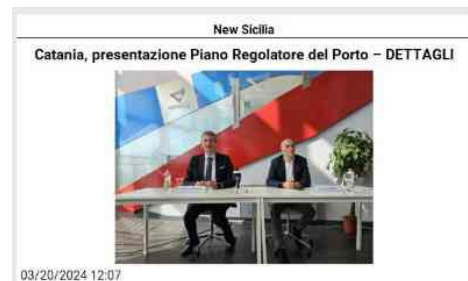 New Sicilia
Catania, presentazione Piano Regolatore del Porto – DETTAGLI
03/20/2024 12:07